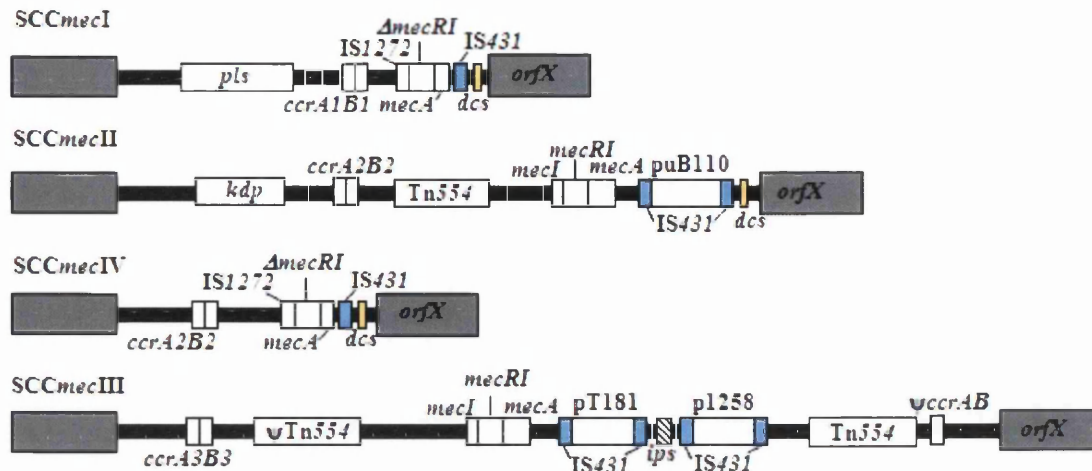 SCCmecI
ΔmecRI
IS1272 IS431
pls orfX
ccrA1B1 mecA dcs
SCCmecII
mecRI
ccrA2B2 mecI mecA puB110
kdp Tn554 orfX
IS431 dcs
SCCmecIV
ΔmecRI
IS1272 IS431
orfX
ccrA2B2 mecA dcs
SCCmecIII
mecRI
mecI mecA pT181 p1258 ψccrAB
ψTn554 Tn554 orfX
ccrA3B3 IS431 ips IS431